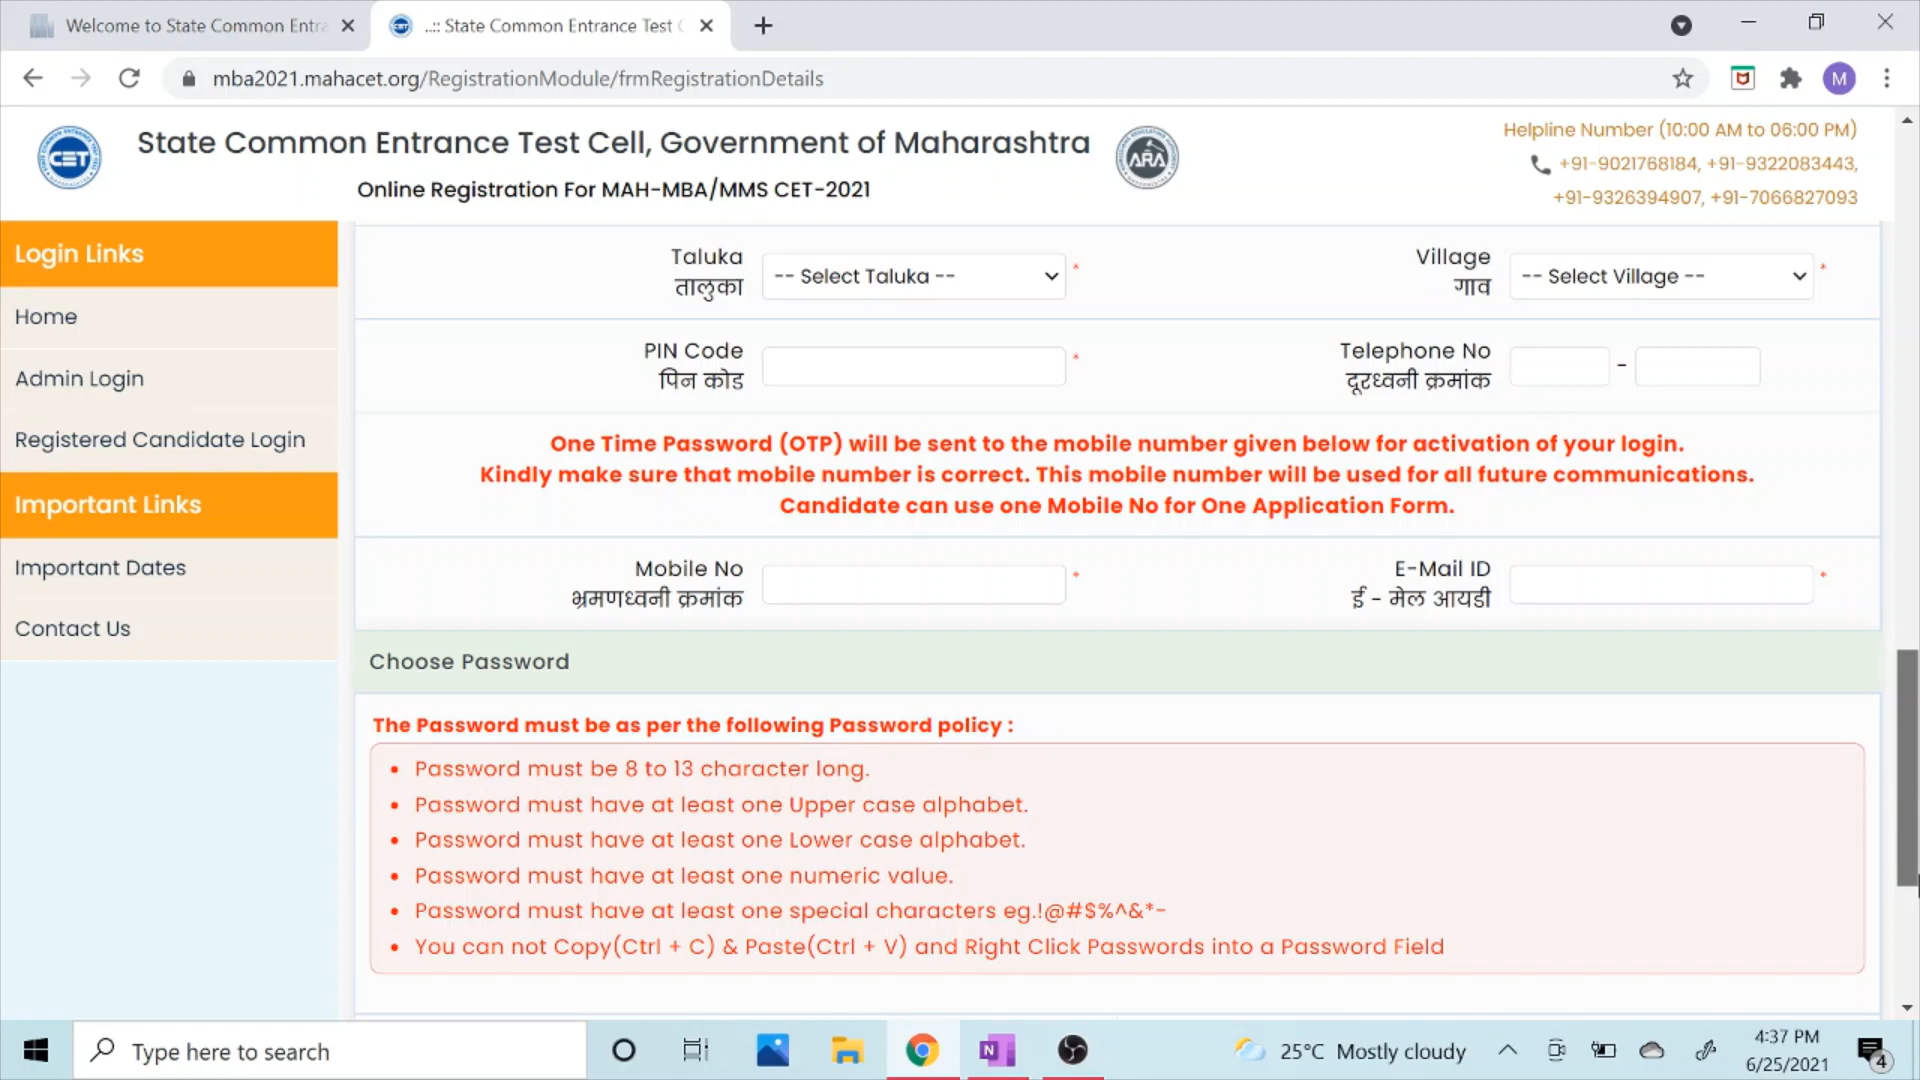 Welcome to State Common Entra
..:: State Common Entrance Test C
mba2021.mahacet.org/RegistrationModule/frmRegistrationDetails
M
CET
State Common Entrance Test Cell, Government of Maharashtra
Online Registration For MAH-MBA/MMS CET-2021
ARA
Helpline Number (10:00 AM to 06:00 PM)
+91-9021768184, +91-9322083443,
+91-9326394907, +91-7066827093
Login Links
Home
Admin Login
Registered Candidate Login
Important Links
Important Dates
Contact Us
Taluka
तालुका
-- Select Taluka -- *
Village
गाव
-- Select Village -- *
PIN Code
पिन कोड
*
Telephone No
दूरध्वनी क्रमांक
-
One Time Password (OTP) will be sent to the mobile number given below for activation of your login.
Kindly make sure that mobile number is correct. This mobile number will be used for all future communications.
Candidate can use one Mobile No for One Application Form.
Mobile No
भ्रमणध्वनी क्रमांक
*
E-Mail ID
ई - मेल आयडी
*
Choose Password
The Password must be as per the following Password policy :
• Password must be 8 to 13 character long.
• Password must have at least one Upper case alphabet.
• Password must have at least one Lower case alphabet.
• Password must have at least one numeric value.
• Password must have at least one special characters eg.!@#$%^&*-
• You can not Copy(Ctrl + C) & Paste(Ctrl + V) and Right Click Passwords into a Password Field
Type here to search
N
25°C Mostly cloudy
4:37 PM
6/25/2021
4